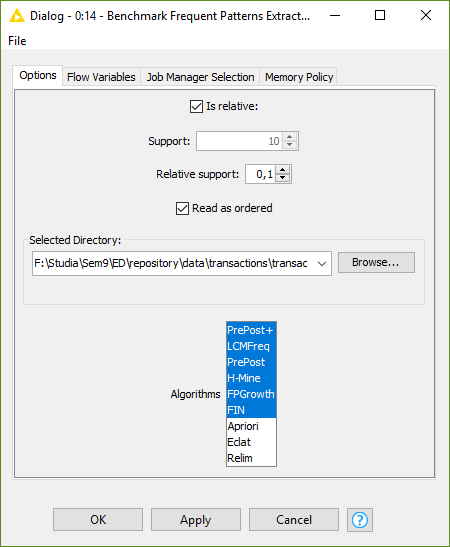 Dialog - 0:14 - Benchmark Frequent Patterns Extract...
File
Options Flow Variables Job Manager Selection Memory Policy
Is relative:
Support: 10
Relative support: 0,1
Read as ordered
Selected Directory:
F:\Studia\Sem9\ED\repository\data\transactions\transac Browse...
PrePost+
LCMFreq
PrePost
H-Mine
Algorithms FPGrowth
FIN
Apriori
Eclat
Relim
OK Apply Cancel ?